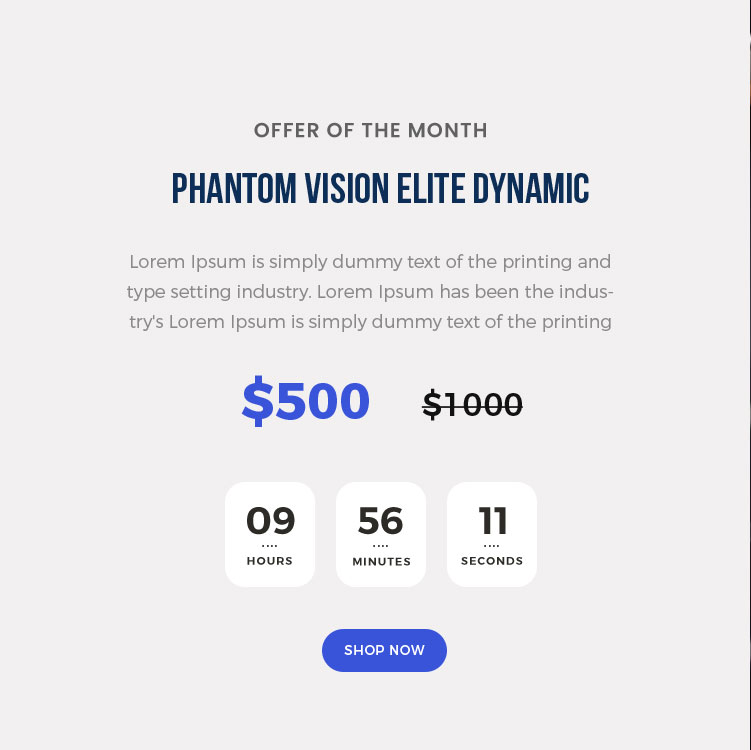 OFFER OF THE MONTH
PHANTOM VISION ELITE DYNAMIC
Lorem Ipsum is simply dummy text of the printing and
type setting industry. Lorem Ipsum has been the indus-
try's Lorem Ipsum is simply dummy text of the printing
$500 $1000
09 56 11
HOURS MINUTES SECONDS
SHOP NOW